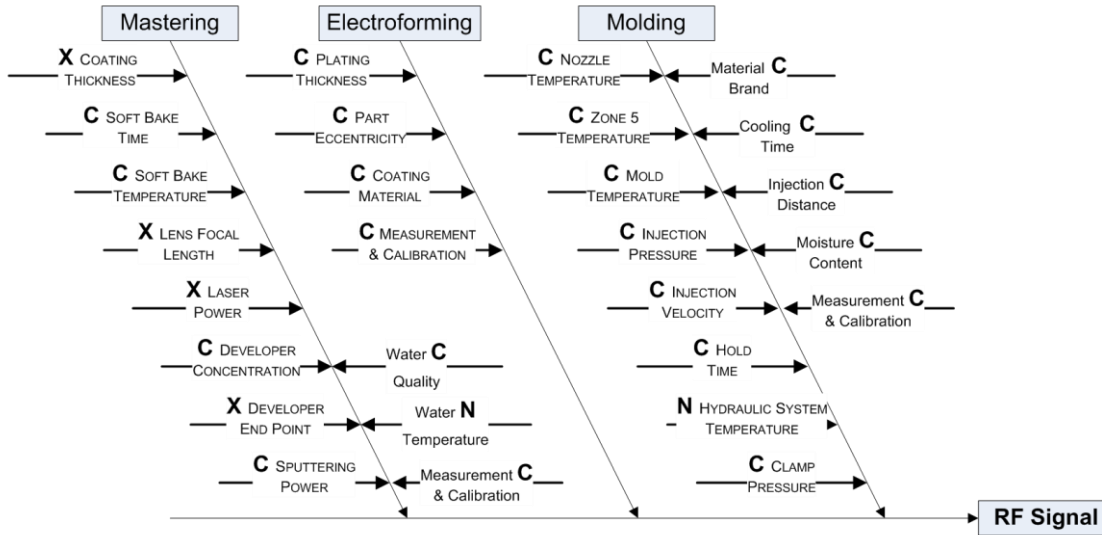 Mastering
Electroforming
Molding
X COATING
THICKNESS
C SOFT BAKE
TIME
C SOFT BAKE
TEMPERATURE
X LENS FOCAL
LENGTH
X LASER
POWER
C DEVELOPER
CONCENTRATION
X DEVELOPER
END POINT
C SPUTTERING
POWER
Water C
Quality
Water N
Temperature
Measurement C
& Calibration
C PLATING
THICKNESS
C PART
ECCENTRICITY
C COATING
MATERIAL
C MEASUREMENT
& CALIBRATION
C NOZZLE
TEMPERATURE
C ZONE 5
TEMPERATURE
C MOLD
TEMPERATURE
C INJECTION
PRESSURE
C INJECTION
VELOCITY
C HOLD
TIME
N HYDRAULIC SYSTEM
TEMPERATURE
C CLAMP
PRESSURE
Material C
Brand
Cooling C
Time
Injection C
Distance
Moisture C
Content
Measurement C
& Calibration
RF Signal